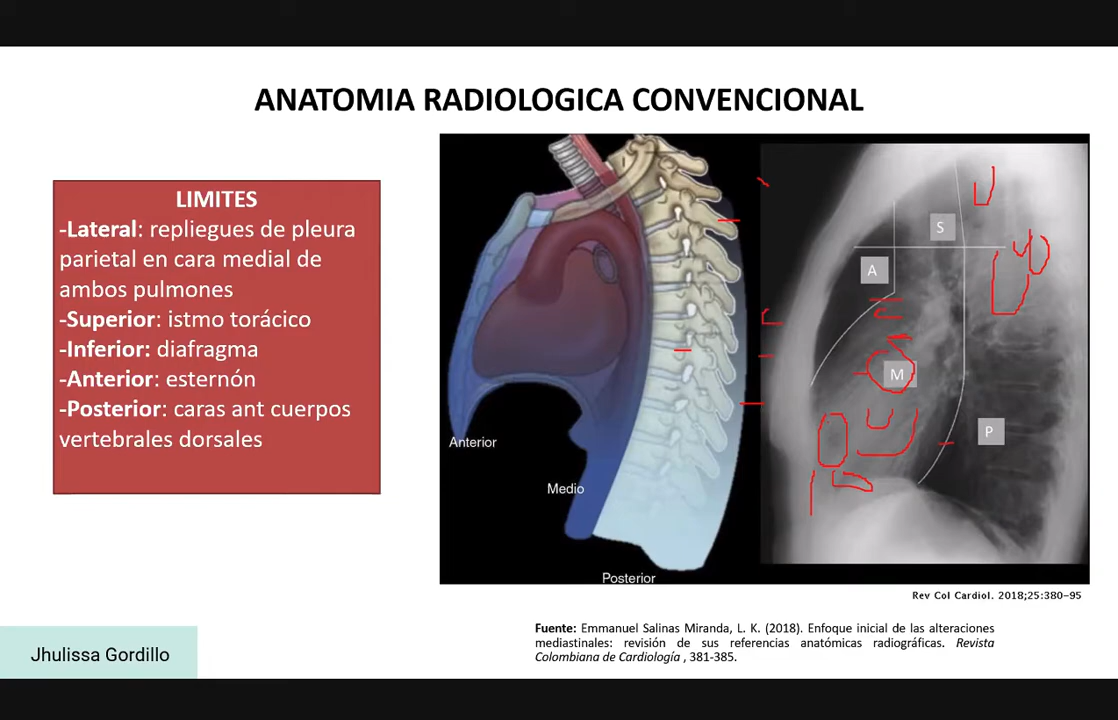 ANATOMIA RADIOLOGICA CONVENCIONAL
LIMITES
-Lateral: repliegues de pleura
parietal en cara medial de
ambos pulmones
-Superior: istmo torácico
-Inferior: diafragma
-Anterior: esternón
-Posterior: caras ant cuerpos
vertebrales dorsales
Anterior
Medio
Posterior
S
A
M
P
Rev Col Cardiol. 2018;25:380–95
Fuente: Emmanuel Salinas Miranda, L. K. (2018). Enfoque inicial de las alteraciones
mediastinales: revisión de sus referencias anatómicas radiográficas. Revista
Colombiana de Cardiología , 381-385.
Jhulissa Gordillo